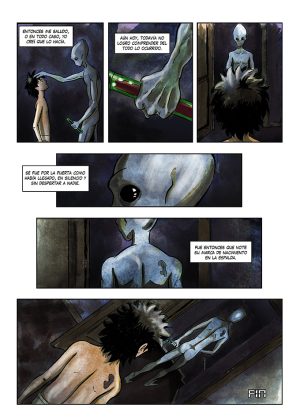 ENTONCES ME SALUDÓ,
O EN TODO CASO, YO
CREÍ QUE LO HACÍA.
AÚN HOY, TODAVÍA NO
LOGRO COMPRENDER DEL
TODO LO OCURRIDO.
SE FUE POR LA PUERTA COMO
HABÍA LLEGADO, EN SILENCIO Y
SIN DESPERTAR A NADIE.
FUE ENTONCES QUE NOTÉ
SU MARCA DE NACIMIENTO
EN LA ESPALDA.
FIN